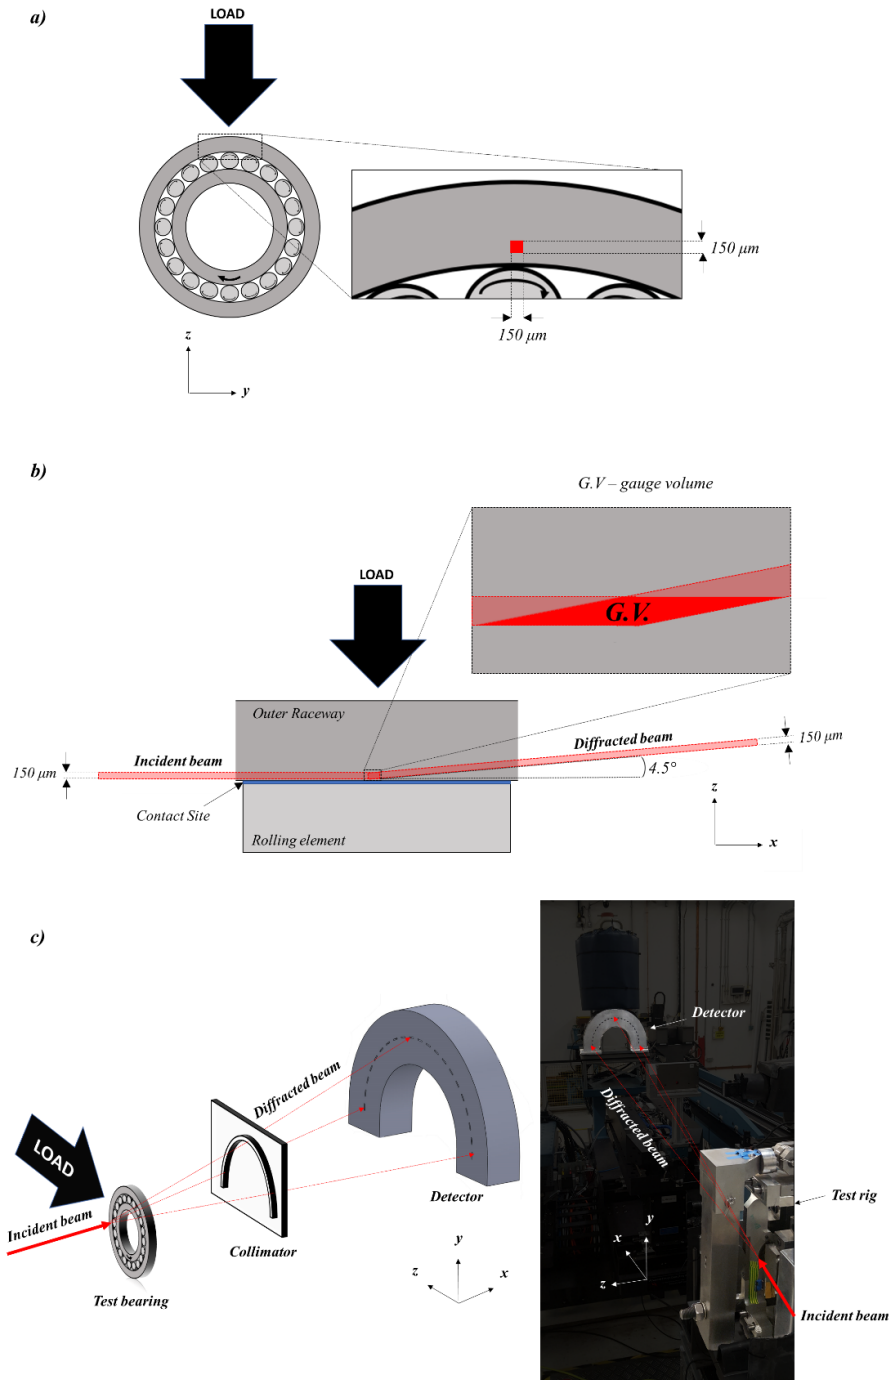 a)
LOAD
150 μm
150 μm
z
y
b)
G.V – gauge volume
LOAD
G.V.
Outer Raceway
Incident beam
Diffracted beam
150 μm
150 μm
4.5°
Contact Site
Rolling element
z
x
c)
LOAD
Incident beam
Test bearing
Diffracted beam
Collimator
Detector
y
z
x
Detector
Diffracted beam
Test rig
y
x
z
Incident beam